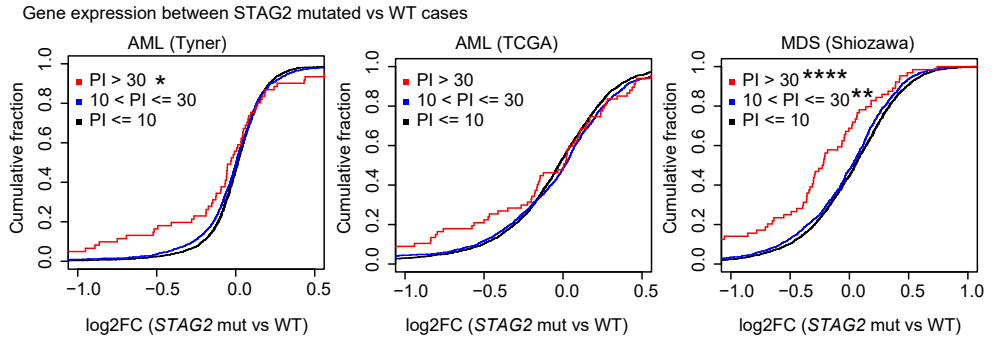 Gene expression between STAG2 mutated vs WT cases
AML (Tyner)
Cumulative fraction
0.0 0.2 0.4 0.6 0.8 1.0
PI > 30 *
10 < PI <= 30
PI <= 10
−1.0 0.0 0.5
log2FC (STAG2 mut vs WT)
AML (TCGA)
Cumulative fraction
0.0 0.2 0.4 0.6 0.8 1.0
PI > 30
10 < PI <= 30
PI <= 10
−1.0 0.0 0.5
log2FC (STAG2 mut vs WT)
MDS (Shiozawa)
Cumulative fraction
0.0 0.2 0.4 0.6 0.8 1.0
PI > 30 ****
10 < PI <= 30 **
PI <= 10
−1.0 −0.5 0.0 0.5 1.0
log2FC (STAG2 mut vs WT)